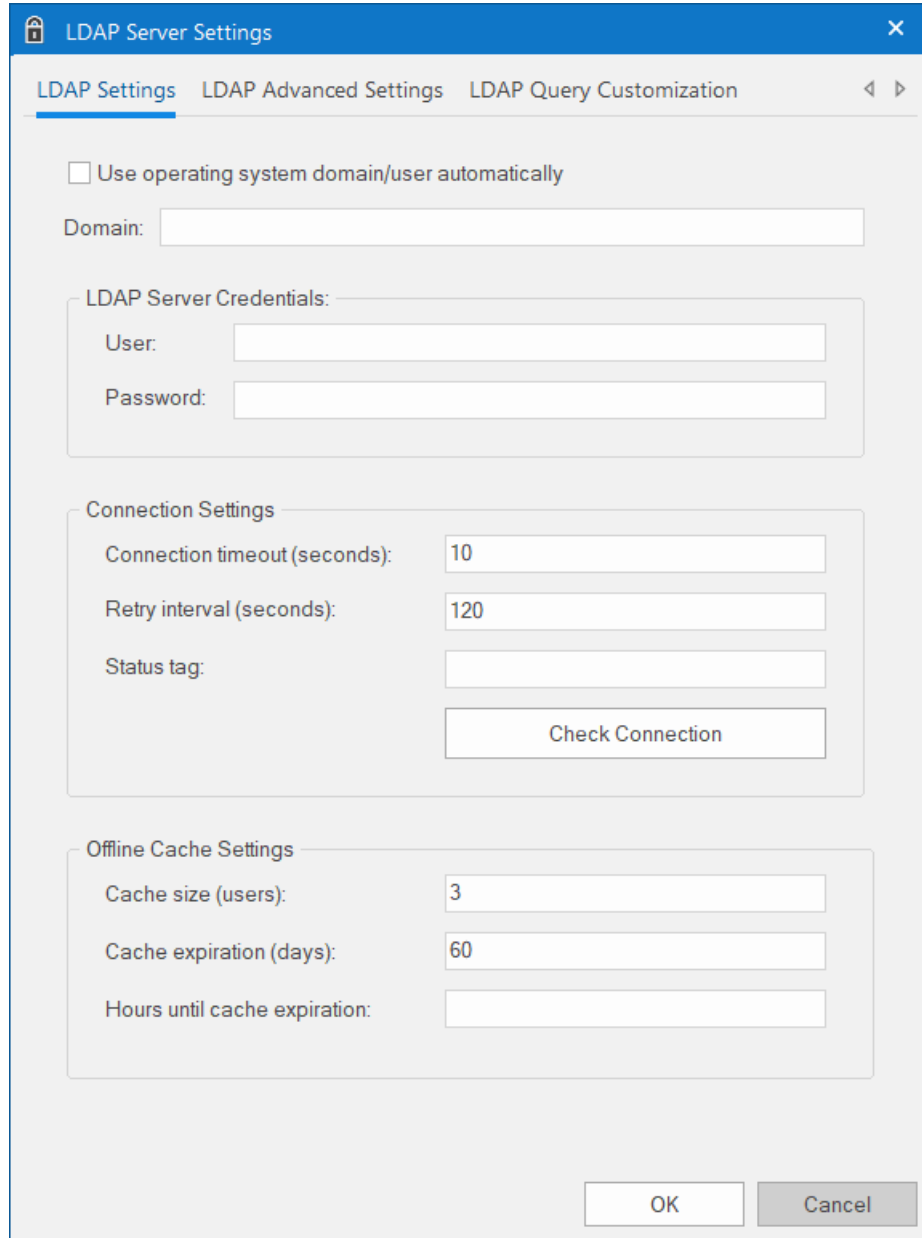 LDAP Server Settings
LDAP Settings LDAP Advanced Settings LDAP Query Customization
Use operating system domain/user automatically
Domain:
LDAP Server Credentials:
User:
Password:
Connection Settings
Connection timeout (seconds): 10
Retry interval (seconds): 120
Status tag:
Check Connection
Offline Cache Settings
Cache size (users): 3
Cache expiration (days): 60
Hours until cache expiration:
OK Cancel